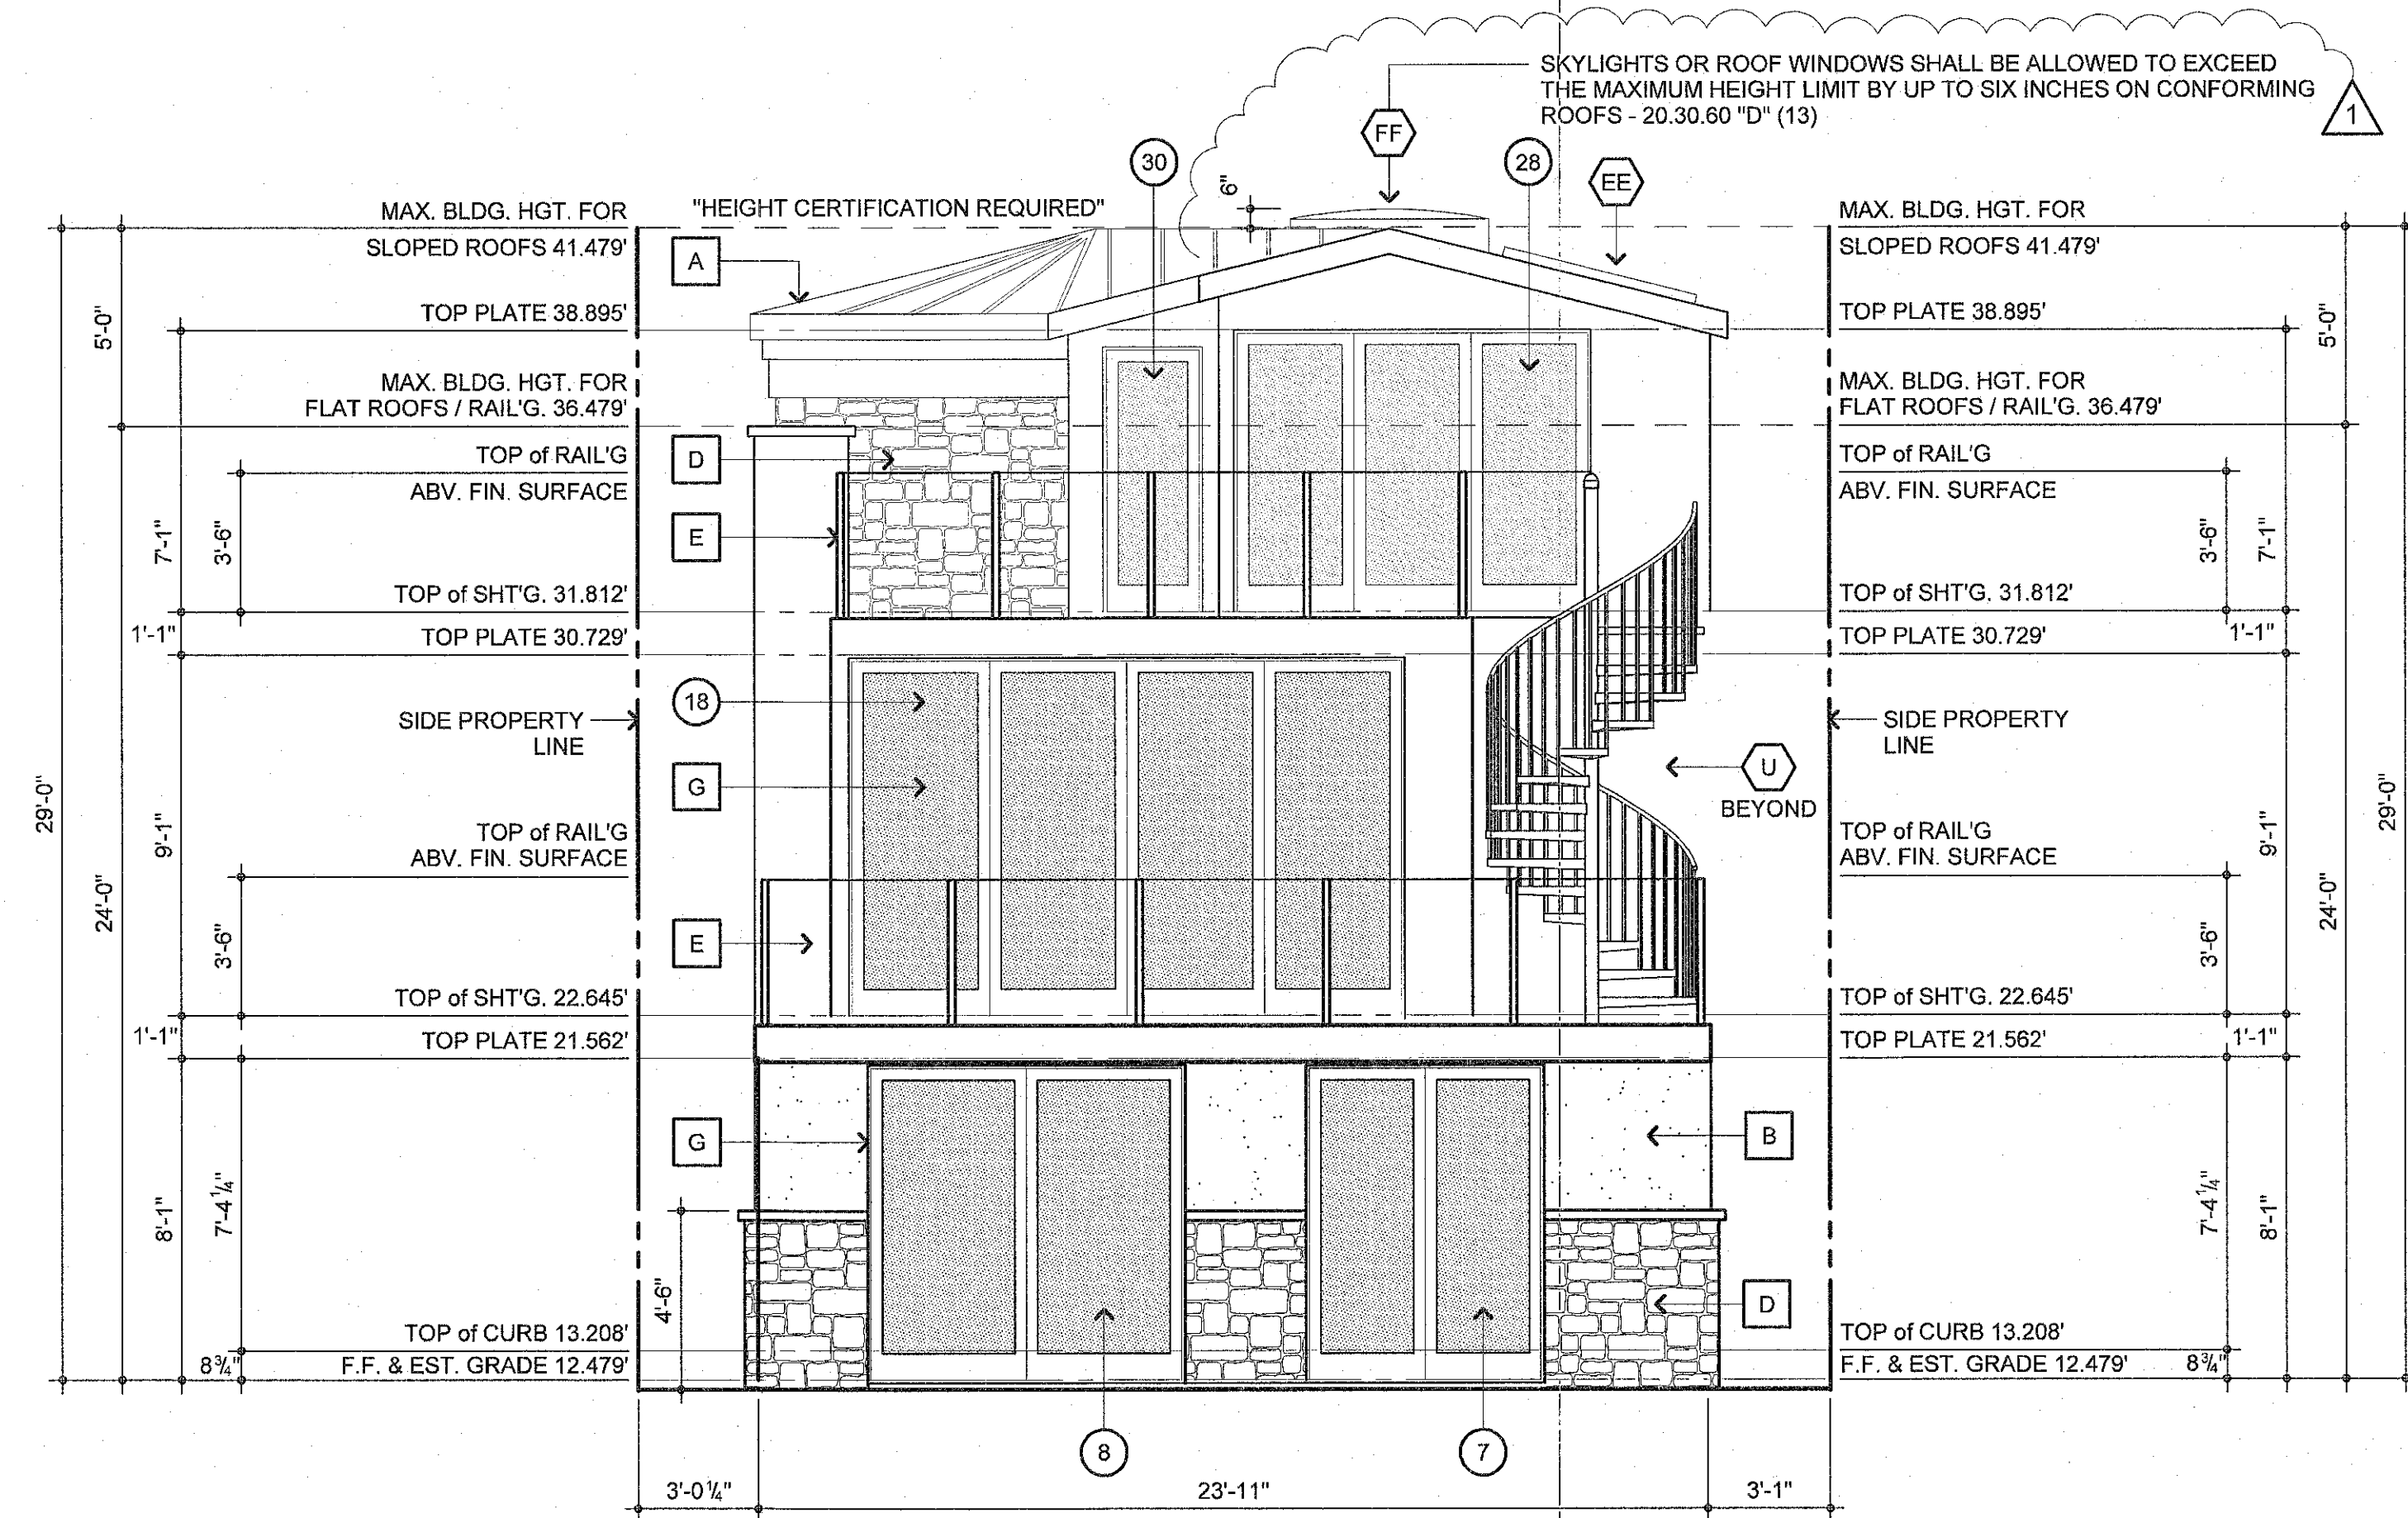 SKYLIGHTS OR ROOF WINDOWS SHALL BE ALLOWED TO EXCEED
THE MAXIMUM HEIGHT LIMIT BY UP TO SIX INCHES ON CONFORMING
ROOFS - 20.30.60 "D" (13)
1
FF
30
28
EE
6"
"HEIGHT CERTIFICATION REQUIRED"
MAX. BLDG. HGT. FOR
SLOPED ROOFS 41.479'
TOP PLATE 38.895'
MAX. BLDG. HGT. FOR
FLAT ROOFS / RAIL'G. 36.479'
TOP of RAIL'G
ABV. FIN. SURFACE
TOP of SHT'G. 31.812'
TOP PLATE 30.729'
SIDE PROPERTY
LINE
TOP of RAIL'G
ABV. FIN. SURFACE
TOP of SHT'G. 22.645'
TOP PLATE 21.562'
TOP of CURB 13.208'
F.F. & EST. GRADE 12.479'
29'-0"
5'-0"
24'-0"
7'-1"
1'-1"
9'-1"
1'-1"
8'-1"
3'-6"
3'-6"
7'-4¼"
8¾"
4'-6"
A
D
E
18
G
E
G
8
7
U
BEYOND
B
D
MAX. BLDG. HGT. FOR
SLOPED ROOFS 41.479'
TOP PLATE 38.895'
MAX. BLDG. HGT. FOR
FLAT ROOFS / RAIL'G. 36.479'
TOP of RAIL'G
ABV. FIN. SURFACE
TOP of SHT'G. 31.812'
TOP PLATE 30.729'
SIDE PROPERTY
LINE
TOP of RAIL'G
ABV. FIN. SURFACE
TOP of SHT'G. 22.645'
TOP PLATE 21.562'
TOP of CURB 13.208'
F.F. & EST. GRADE 12.479'
3'-6"
3'-6"
7'-4¼"
8¾"
7'-1"
1'-1"
9'-1"
1'-1"
8'-1"
5'-0"
24'-0"
29'-0"
3'-0¼"
23'-11"
3'-1"